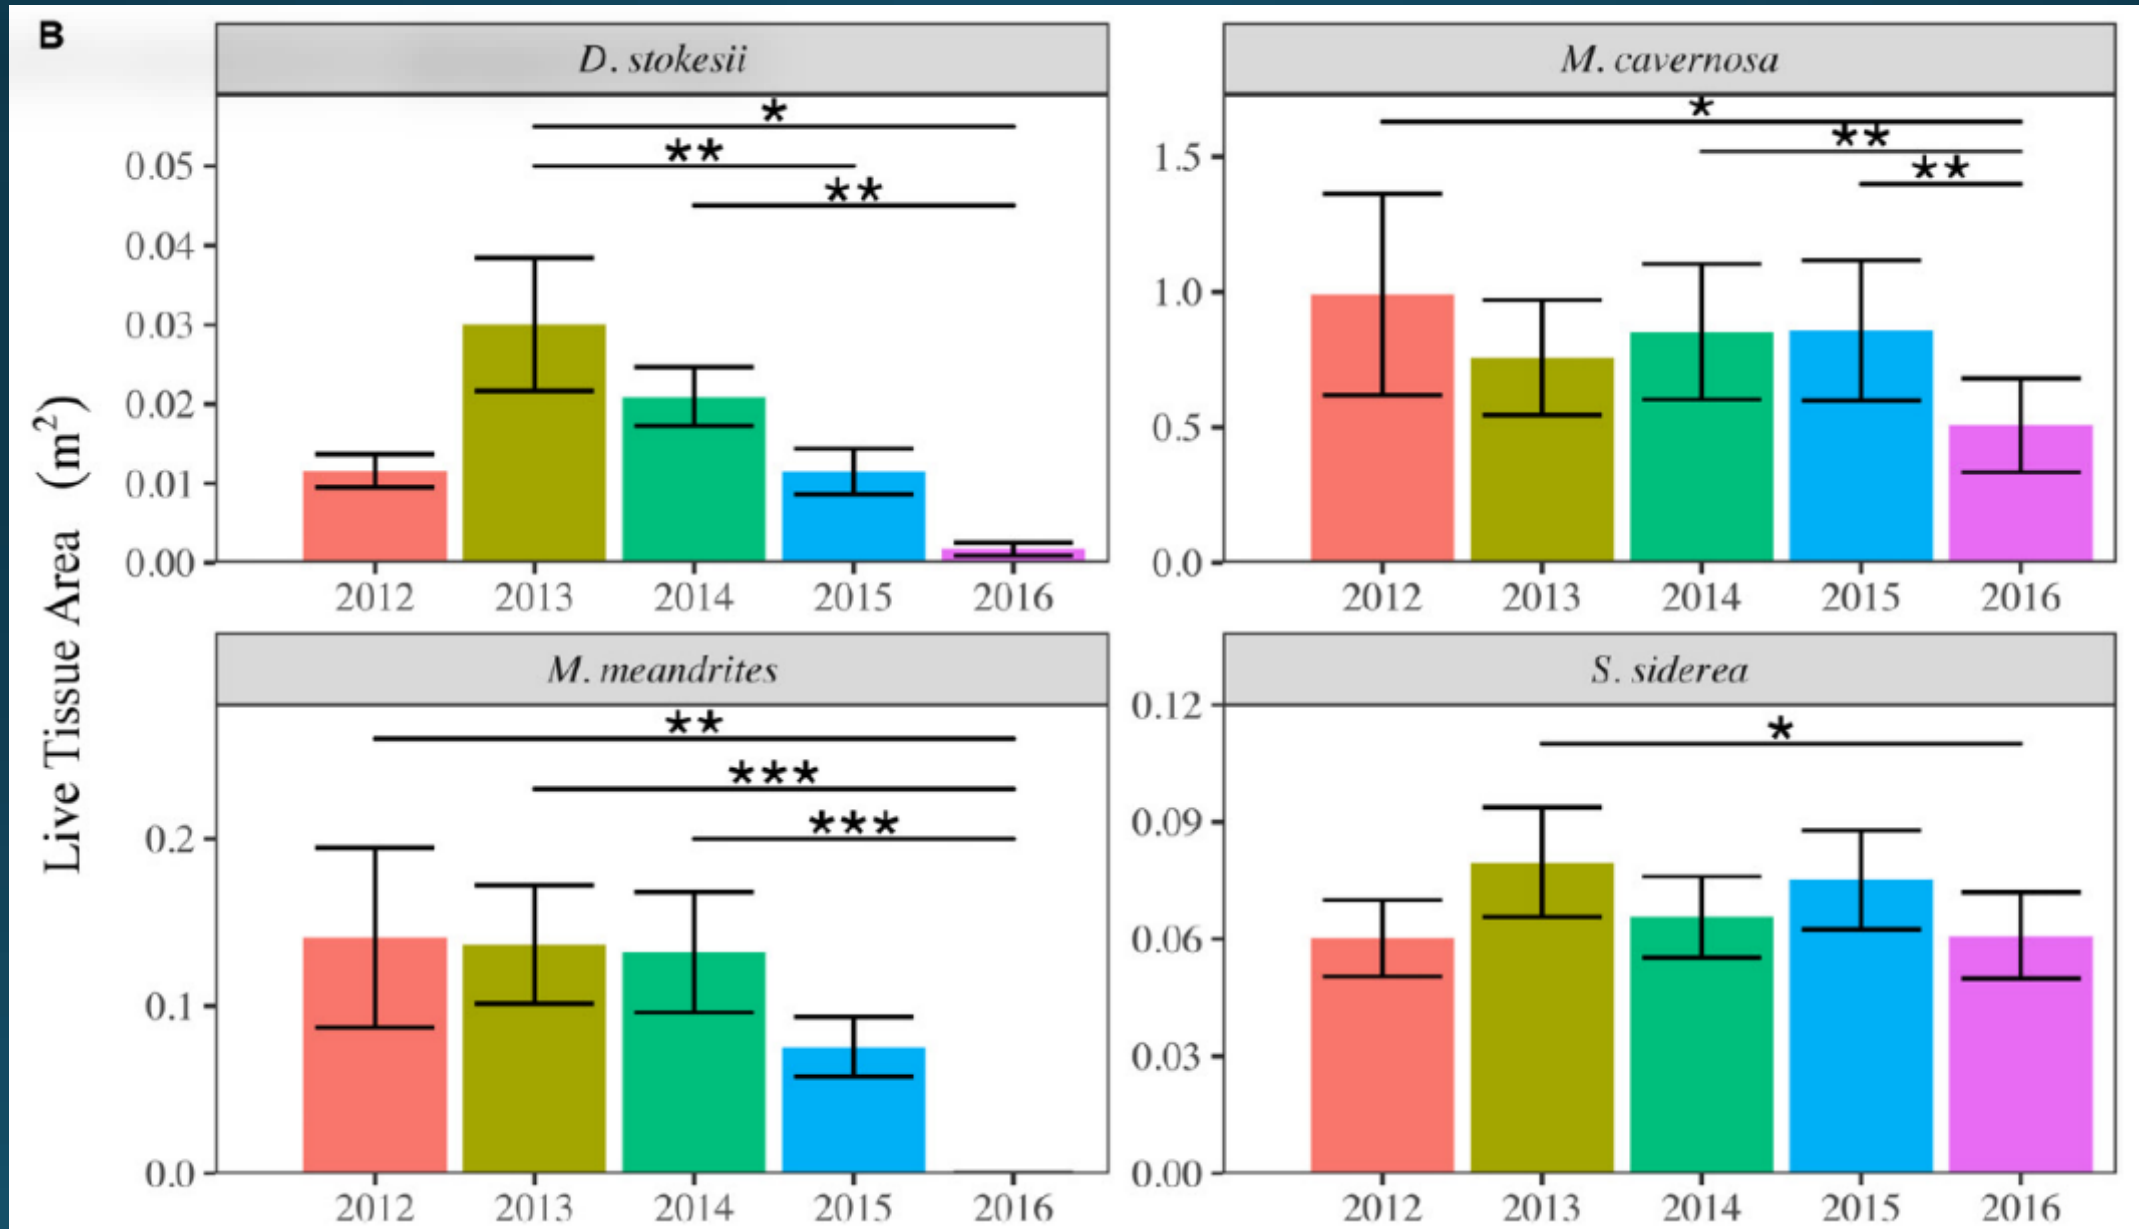 B
D. stokesii
*
**
**
0.05
0.04
0.03
0.02
0.01
0.00
2012 2013 2014 2015 2016
M. cavernosa
*
**
**
1.5
1.0
0.5
0.0
2012 2013 2014 2015 2016
Live Tissue Area (m²)
M. meandrites
**
***
***
0.2
0.1
0.0
2012 2013 2014 2015 2016
S. siderea
*
0.12
0.09
0.06
0.03
0.00
2012 2013 2014 2015 2016